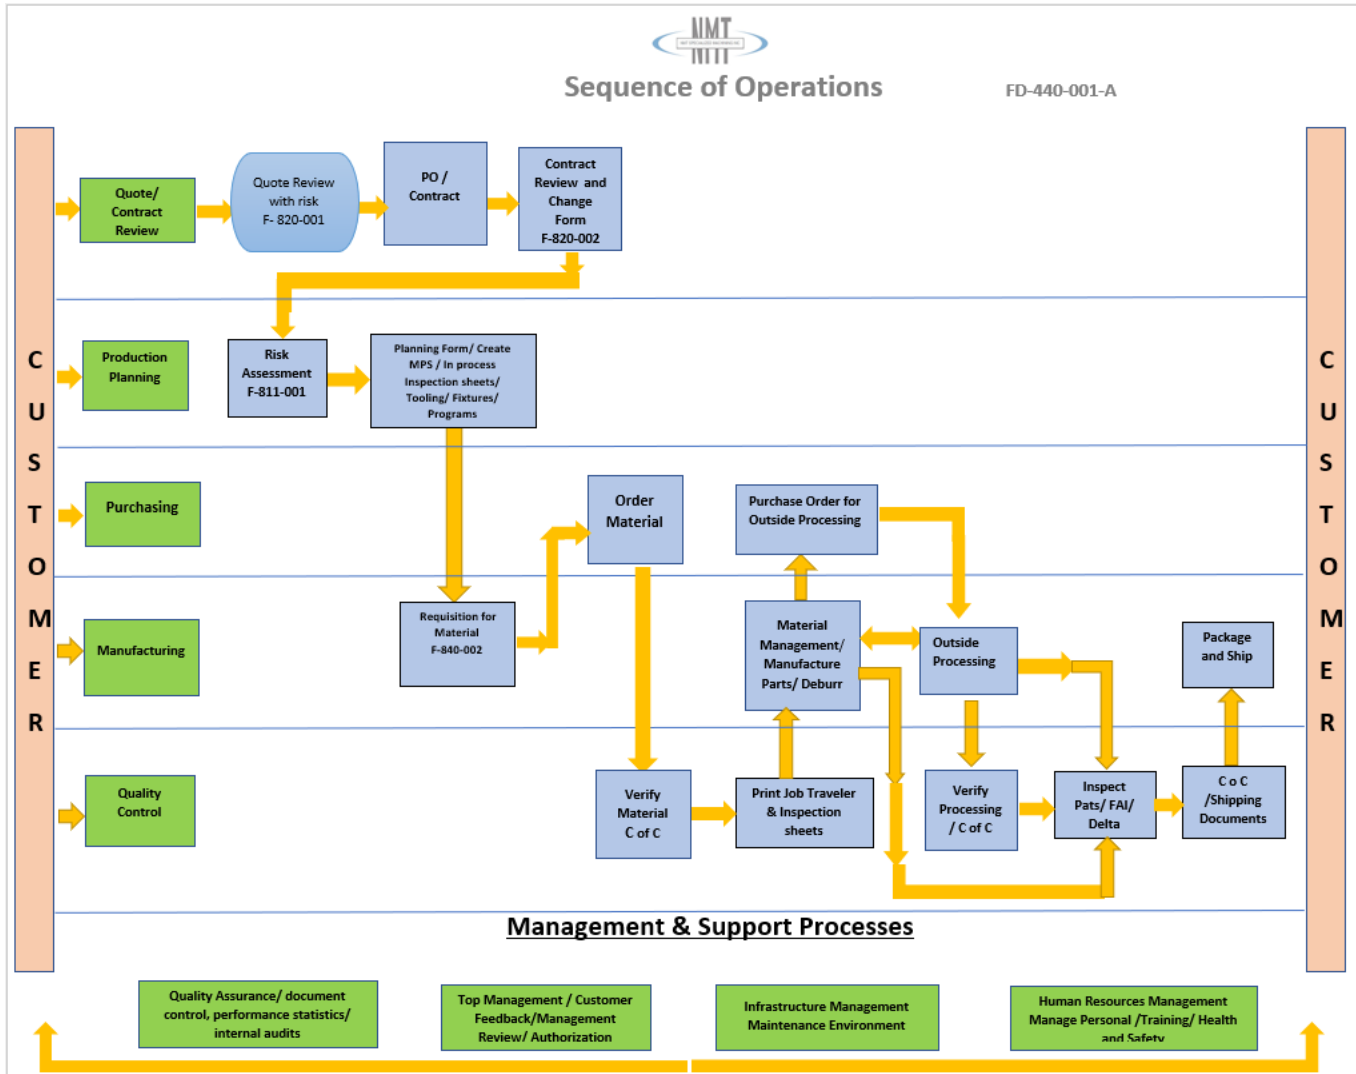 NMT
Sequence of Operations
FD-440-001-A
CUSTOMER
Quote/
Contract
Review
Quote Review
with risk
F- 820-001
PO /
Contract
Contract
Review and
Change
Form
F-820-002
Production
Planning
Risk
Assessment
F-811-001
Planning Form/ Create
MPS / In process
Inspection sheets/
Tooling/ Fixtures/
Programs
Purchasing
Order
Material
Purchase Order for
Outside Processing
Manufacturing
Requisition for
Material
F-840-002
Material
Management/
Manufacture
Parts/ Deburr
Outside
Processing
Package
and Ship
Quality
Control
Verify
Material
C of C
Print Job Traveler
& Inspection
sheets
Verify
Processing
/ C of C
Inspect
Pats/ FAI/
Delta
C o C
/Shipping
Documents
CUSTOMER
Management & Support Processes
Quality Assurance/ document
control, performance statistics/
internal audits
Top Management / Customer
Feedback/Management
Review/ Authorization
Infrastructure Management
Maintenance Environment
Human Resources Management
Manage Personal /Training/ Health
and Safety